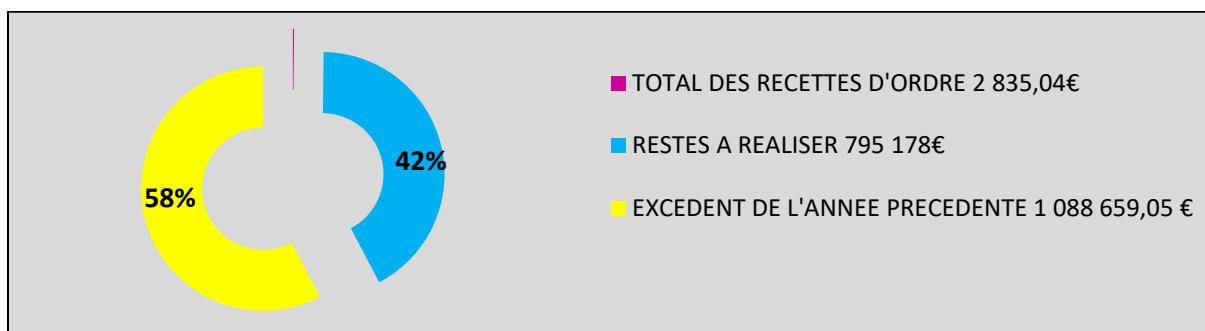 TOTAL DES RECETTES D'ORDRE 2 835,04€
42%
RESTES A REALISER 795 178€
58%
EXCEDENT DE L'ANNEE PRECEDENTE 1 088 659,05 €